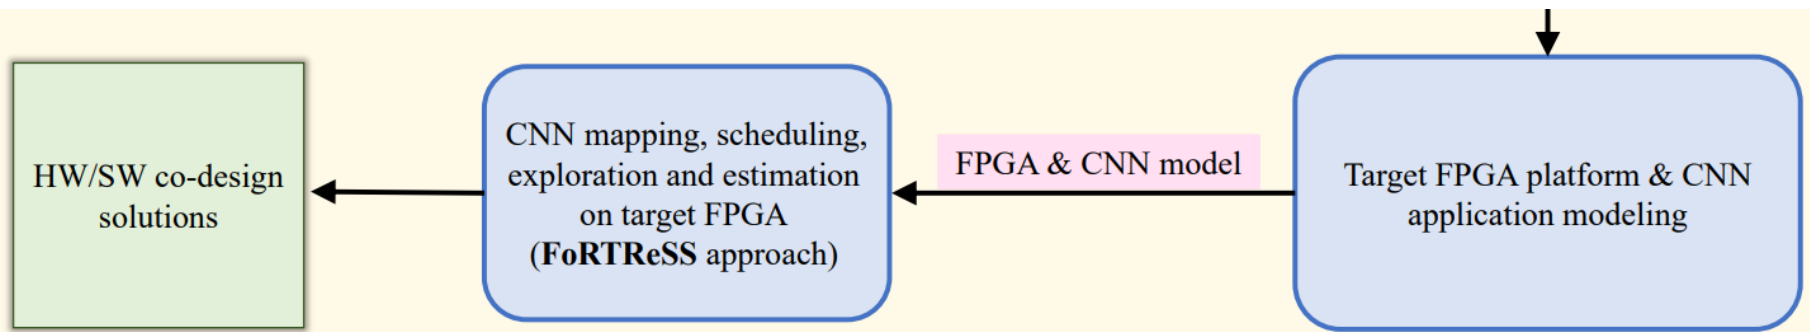 HW/SW co-design
solutions
CNN mapping, scheduling,
exploration and estimation
on target FPGA
(FoRTReSS approach)
FPGA & CNN model
Target FPGA platform & CNN
application modeling